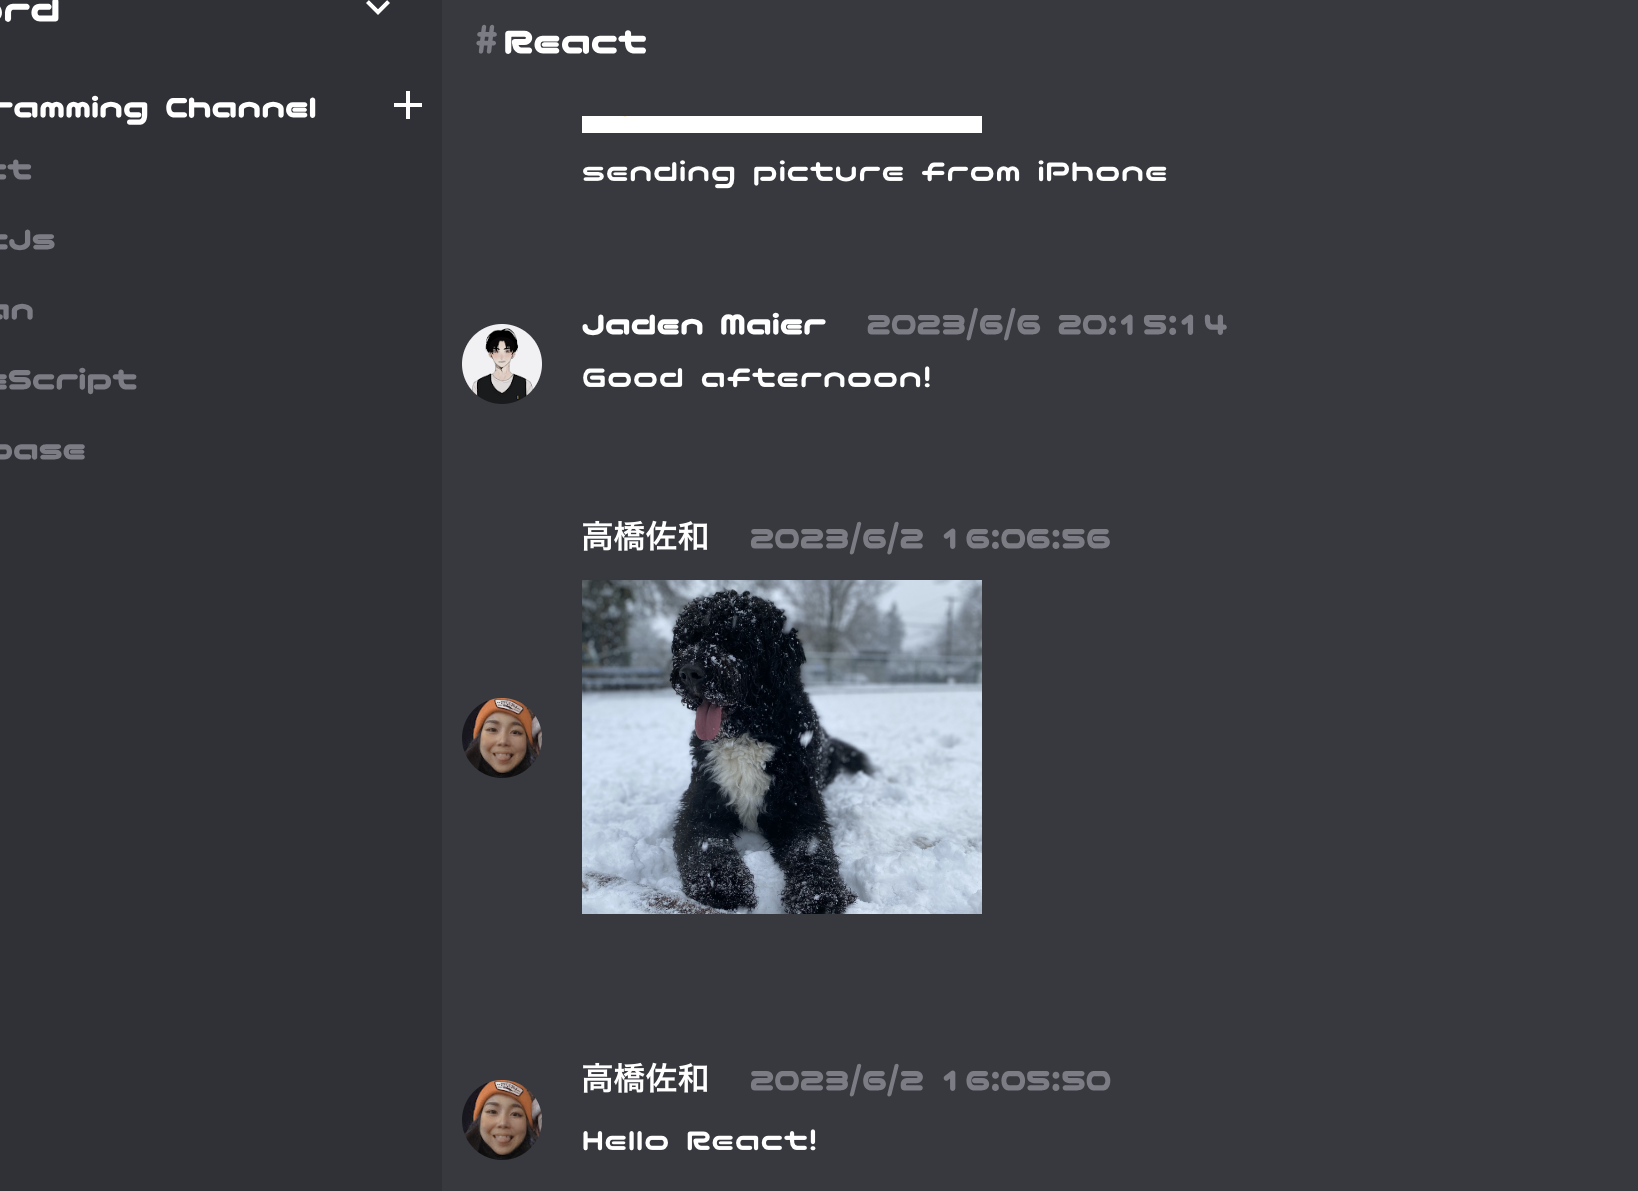 ord
ramming Channel
ct
tJs
an
eScript
base
#React
sending picture from iPhone
Jaden Maier 2023/6/6 20:15:14
Good afternoon!
高橋佐和 2023/6/2 16:06:56
高橋佐和 2023/6/2 16:05:50
Hello React!